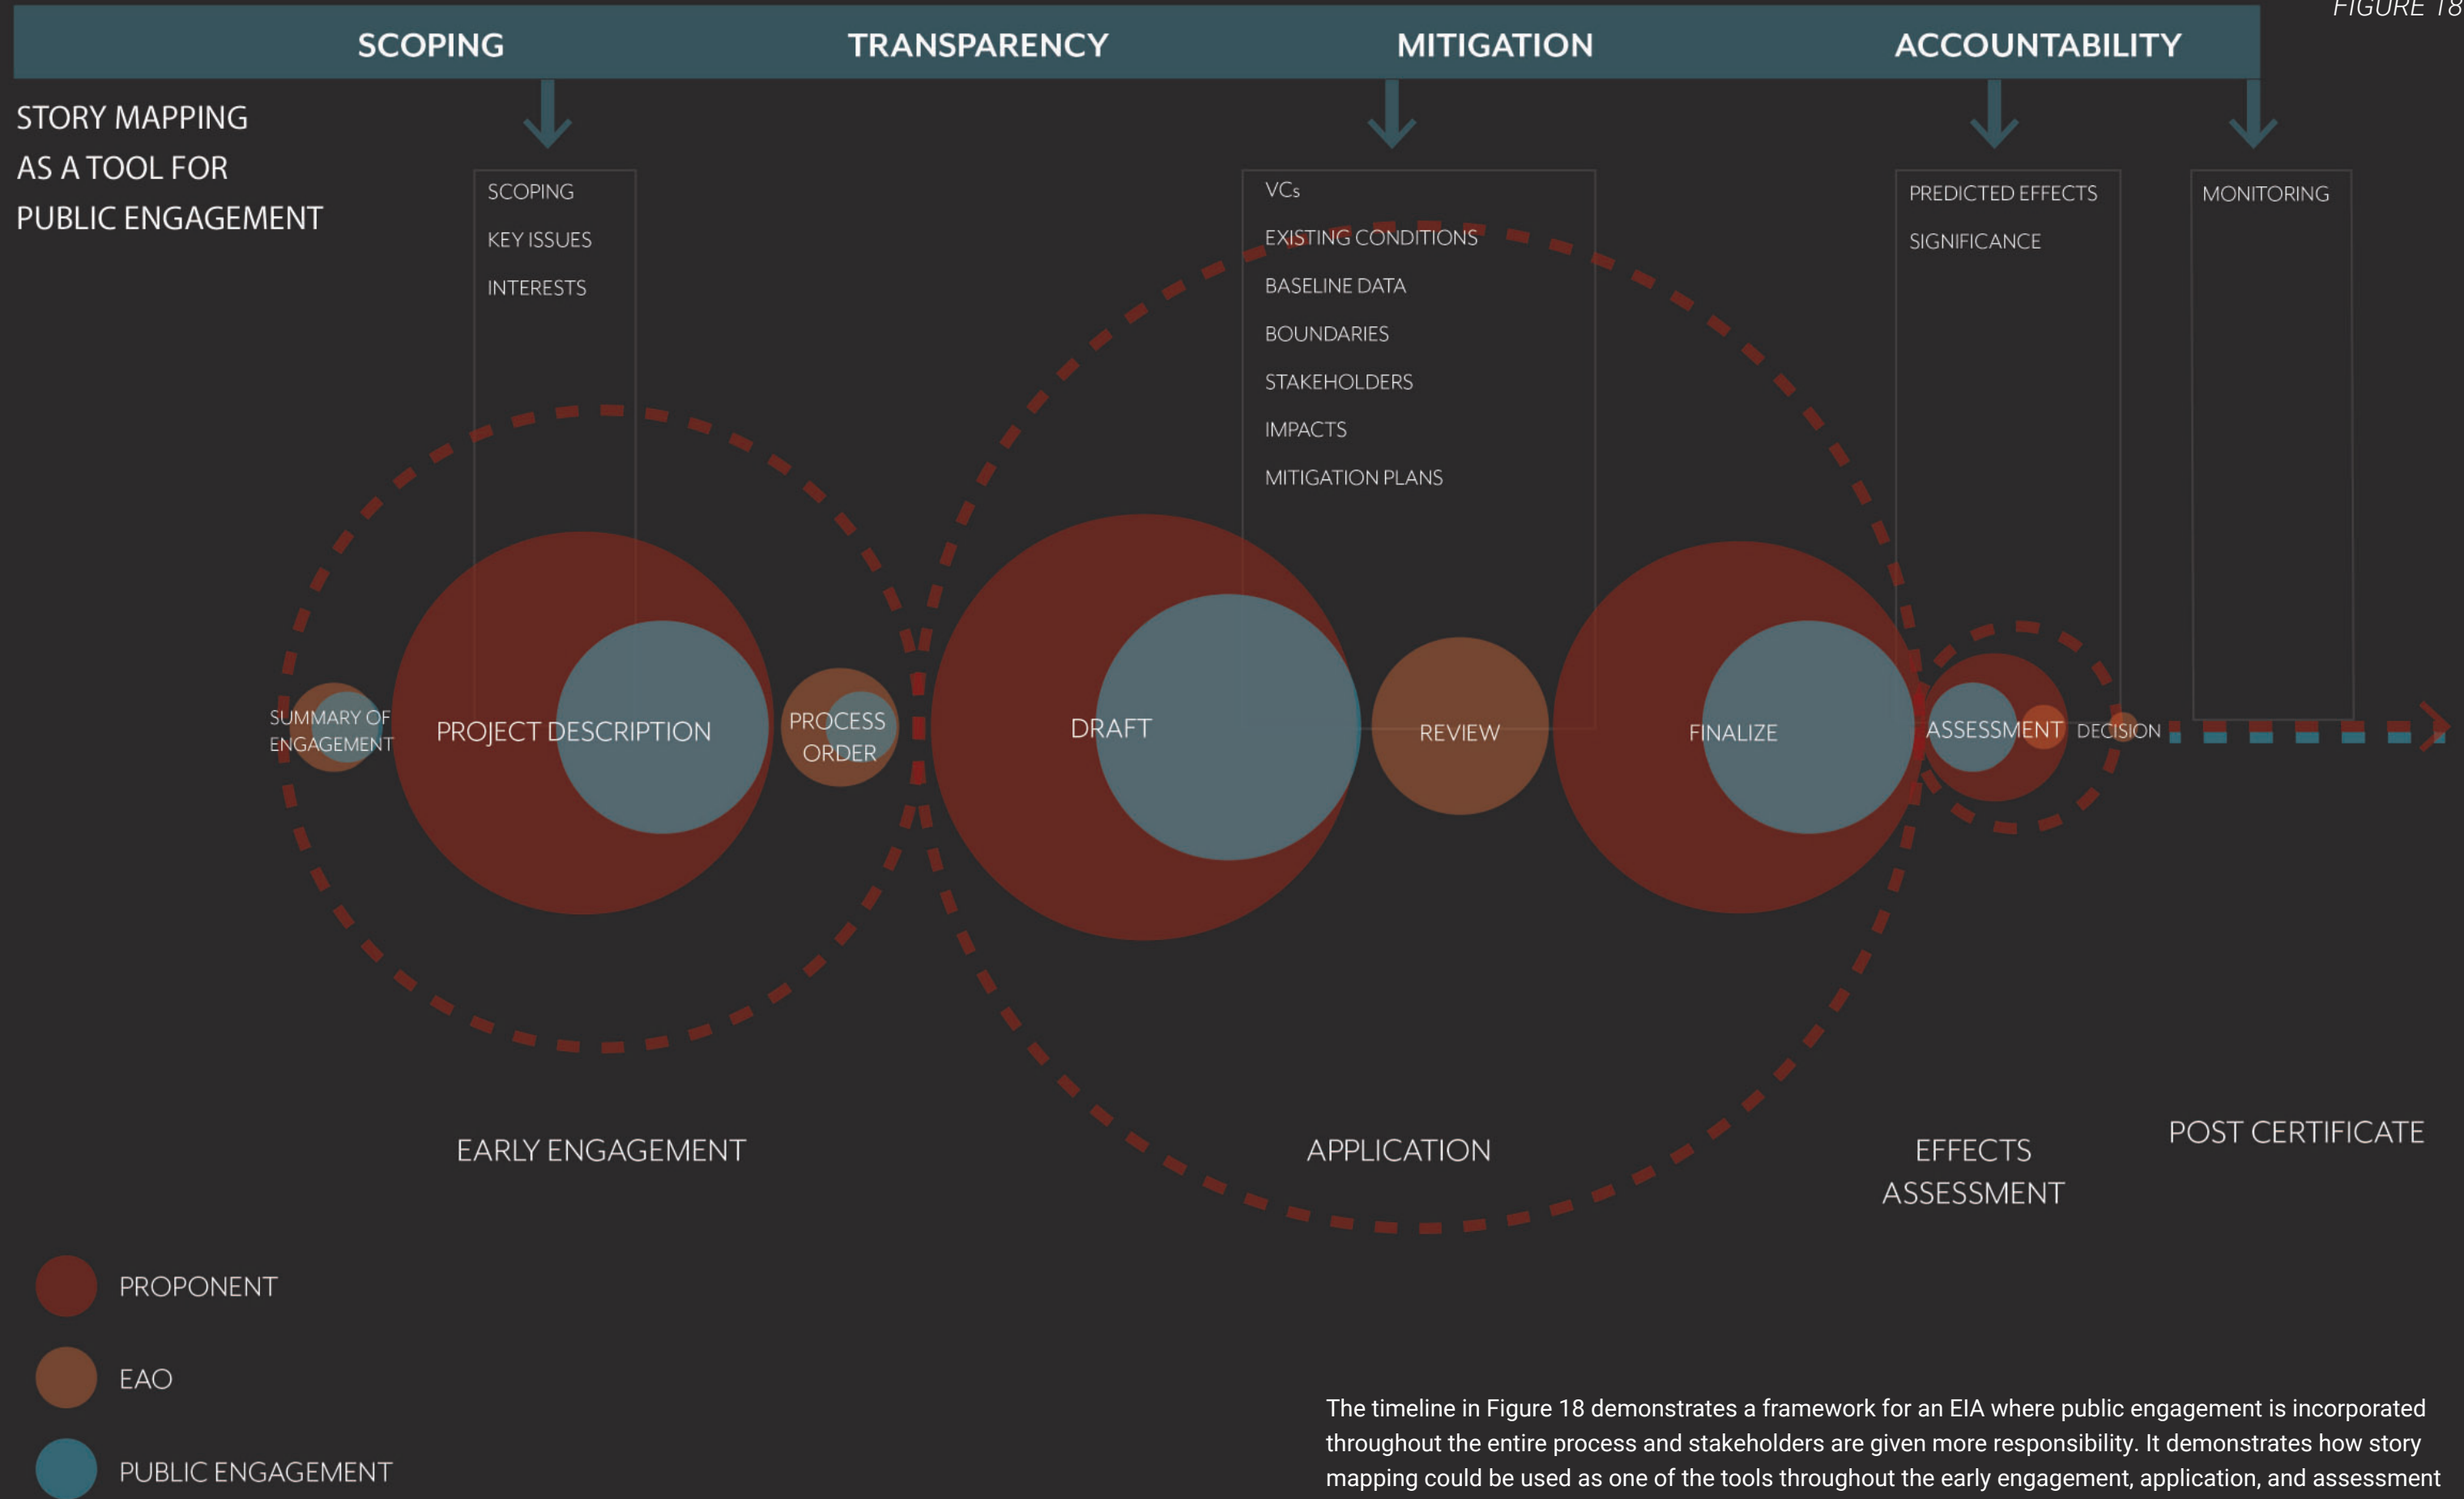 FIGURE 18
SCOPING
TRANSPARENCY
MITIGATION
ACCOUNTABILITY
STORY MAPPING
AS A TOOL FOR
PUBLIC ENGAGEMENT
SCOPING
KEY ISSUES
INTERESTS
VCs
EXISTING CONDITIONS
BASELINE DATA
BOUNDARIES
STAKEHOLDERS
IMPACTS
MITIGATION PLANS
PREDICTED EFFECTS
SIGNIFICANCE
MONITORING
SUMMARY OF
ENGAGEMENT
PROJECT DESCRIPTION
PROCESS
ORDER
DRAFT
REVIEW
FINALIZE
ASSESSMENT
DECISION
EARLY ENGAGEMENT
APPLICATION
EFFECTS
ASSESSMENT
POST CERTIFICATE
PROPONENT
EAO
PUBLIC ENGAGEMENT
The timeline in Figure 18 demonstrates a framework for an EIA where public engagement is incorporated
throughout the entire process and stakeholders are given more responsibility. It demonstrates how story
mapping could be used as one of the tools throughout the early engagement, application, and assessment